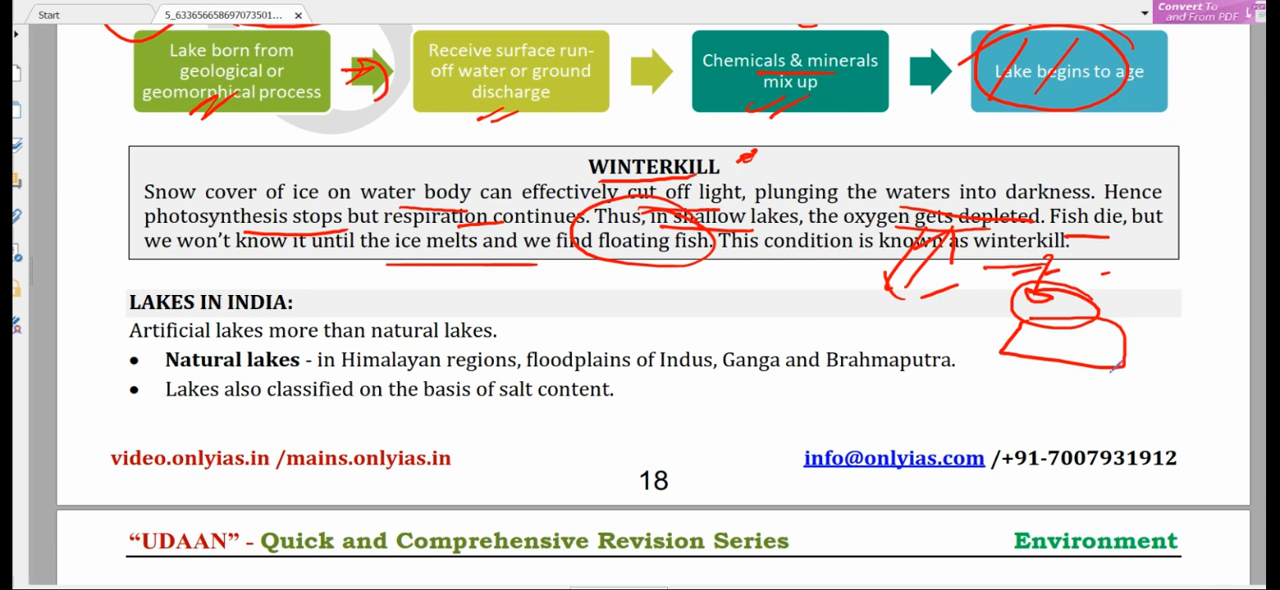 Start
5_633656658697073501...
Convert To
and From PDF
Lake born from
geological or
geomorphical process
Receive surface run-
off water or ground
discharge
Chemicals & minerals
mix up
Lake begins to age
WINTERKILL
Snow cover of ice on water body can effectively cut off light, plunging the waters into darkness. Hence
photosynthesis stops but respiration continues. Thus, in shallow lakes, the oxygen gets depleted. Fish die, but
we won't know it until the ice melts and we find floating fish. This condition is known as winterkill.
LAKES IN INDIA:
Artificial lakes more than natural lakes.
• Natural lakes - in Himalayan regions, floodplains of Indus, Ganga and Brahmaputra.
• Lakes also classified on the basis of salt content.
video.onlyias.in /mains.onlyias.in
info@onlyias.com /+91-7007931912
18
“UDAAN” - Quick and Comprehensive Revision Series
Environment